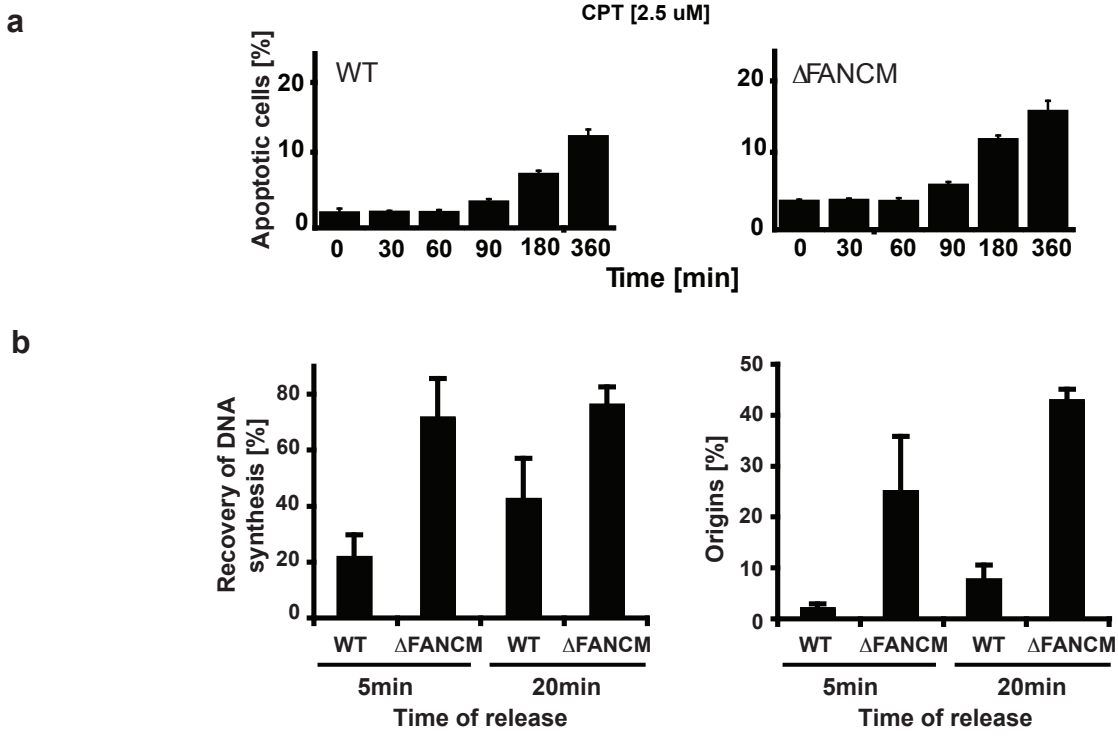 a
CPT [2.5 uM]
Apoptotic cells [%]
WT
20
10
0
0 30 60 90 180 360
ΔFANCM
20
10
0
0 30 60 90 180 360
Time [min]
b
Recovery of DNA
synthesis [%]
80
60
40
20
0
WT ΔFANCM WT ΔFANCM
5min 20min
Time of release
Origins [%]
50
40
30
20
10
0
WT ΔFANCM WT ΔFANCM
5min 20min
Time of release